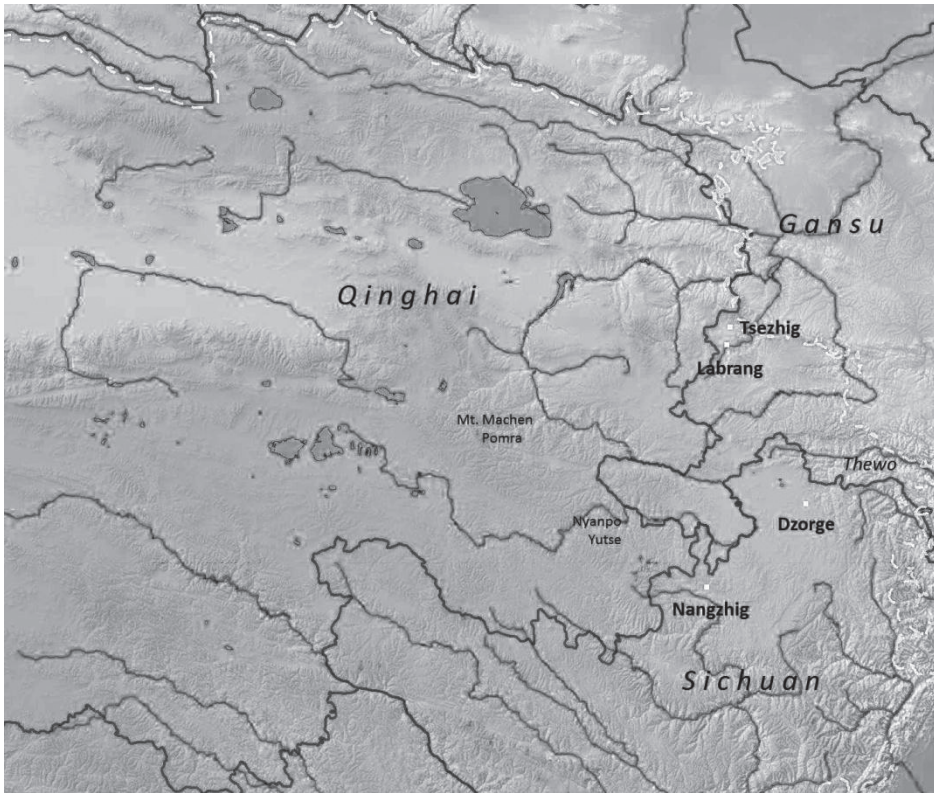 Gansu
Qinghai
Tsezhig
Labrang
Mt. Machen
Pomra
Thewo
Nyanpo
Yutse
Dzorge
Nangzhig
Sichuan